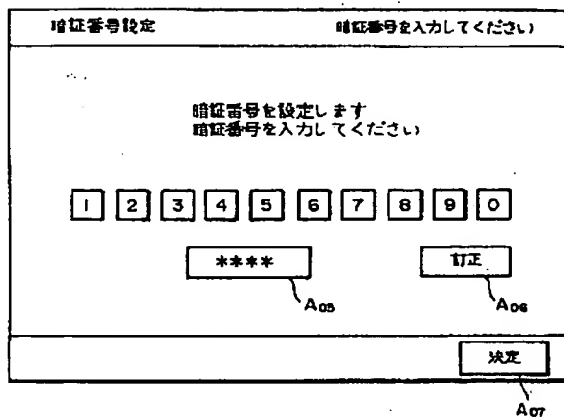 暗証番号設定 暗証番号を入力してください
暗証番号を設定します
暗証番号を入力してください
1 2 3 4 5 6 7 8 9 0
**** 訂正
A05 A06
決定
A07